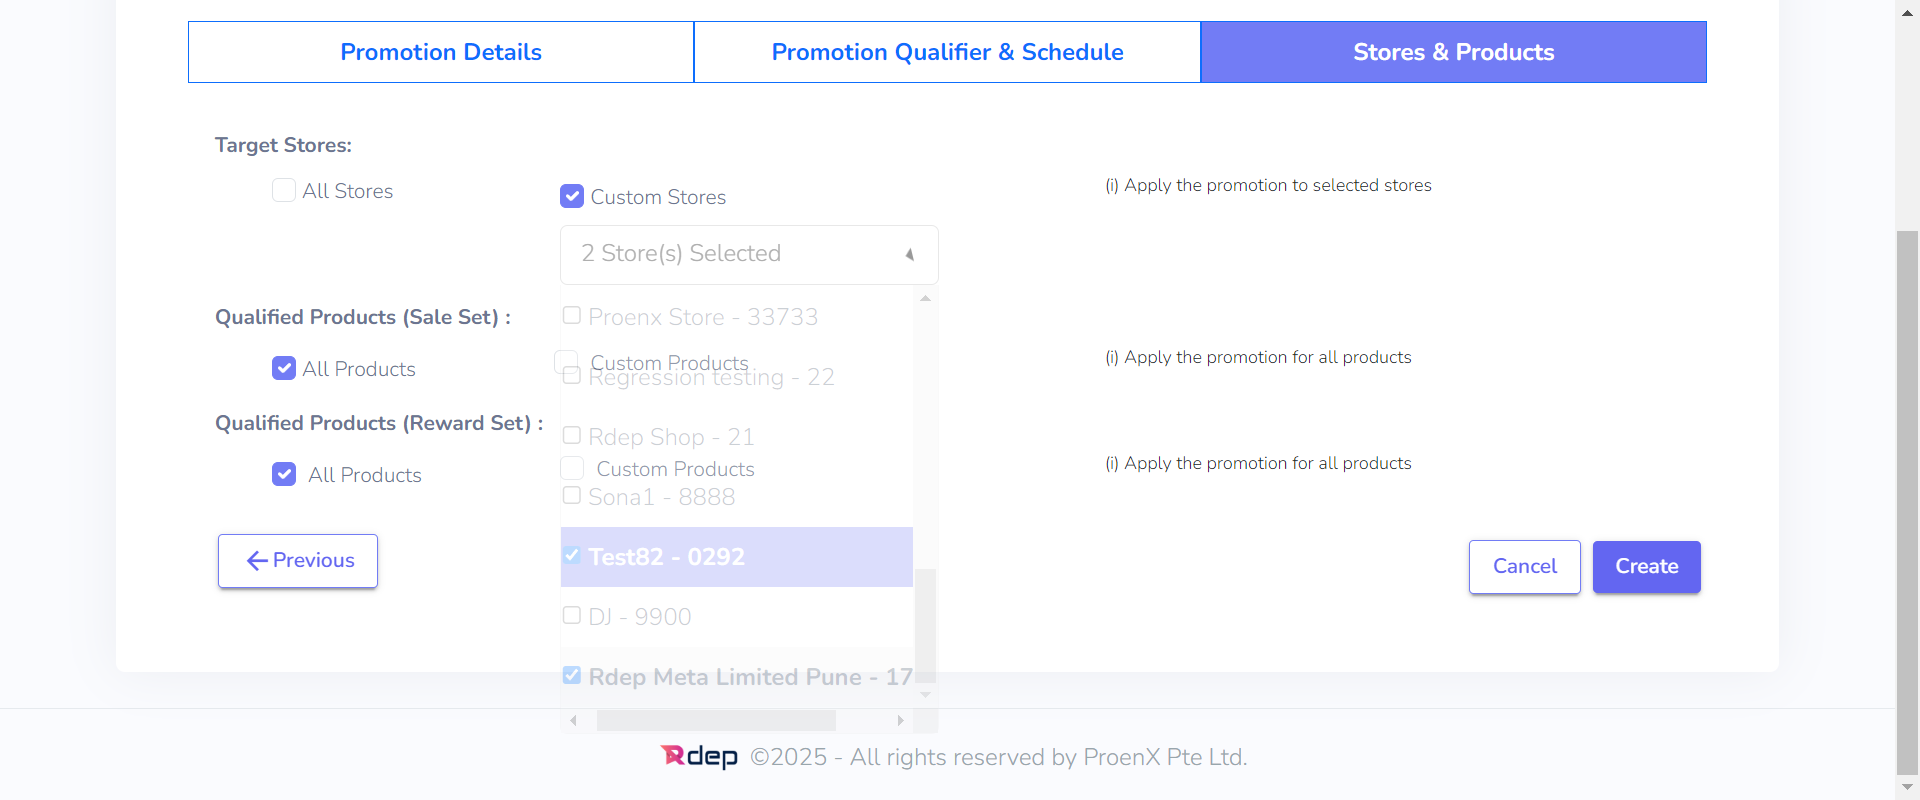 Promotion Details
Promotion Qualifier & Schedule
Stores & Products
Target Stores:
All Stores
Custom Stores
(i) Apply the promotion to selected stores
2 Store(s) Selected
Qualified Products (Sale Set) :
Proenx Store - 33733
All Products
Custom Products
(i) Apply the promotion for all products
Regression testing - 22
Qualified Products (Reward Set) :
Rdep Shop - 21
All Products
Custom Products
(i) Apply the promotion for all products
Sona1 - 8888
Previous
Test82 - 0292
Cancel
Create
DJ - 9900
Rdep Meta Limited Pune - 17
Rdep ©2025 - All rights reserved by ProenX Pte Ltd.